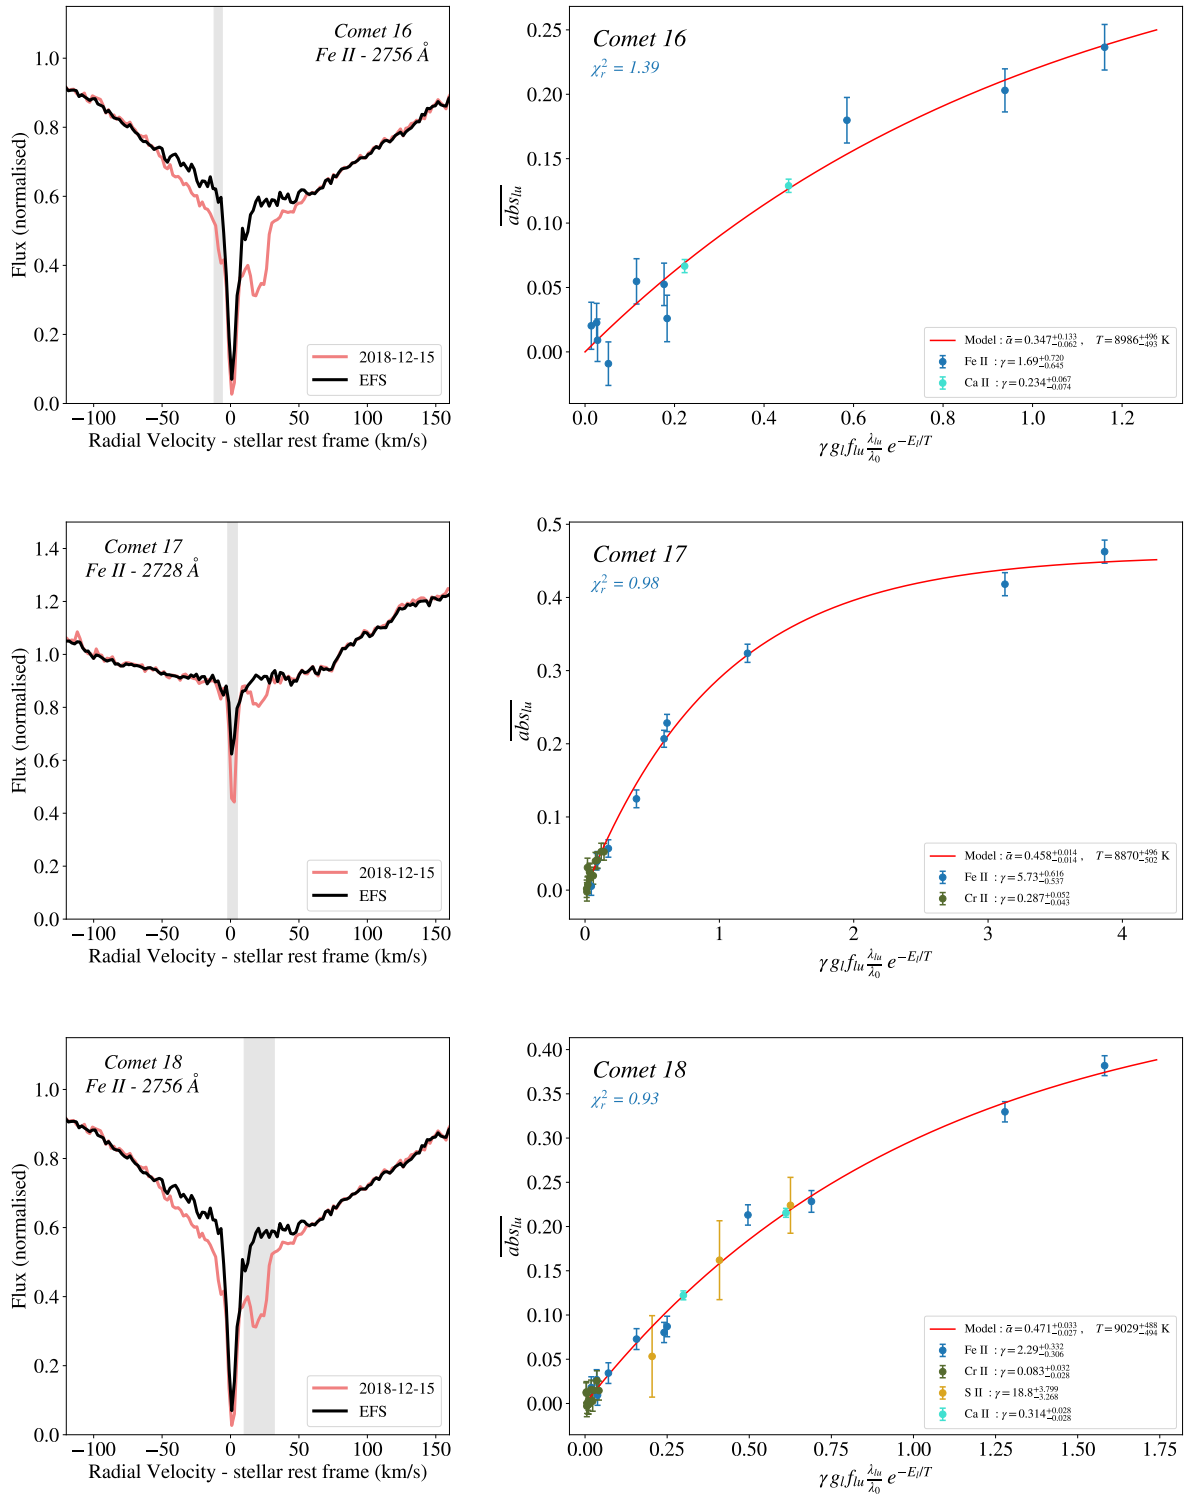 Comet 16
Fe II - 2756 Å
1.0
0.8
0.6
0.4
0.2
0.0
Flux (normalised)
2018-12-15
EFS
−100 −50 0 50 100 150
Radial Velocity - stellar rest frame (km/s)
Comet 16
χ²ᵣ = 1.39
0.25
0.20
0.15
0.10
0.05
0.00
abs_lu
Model : ᾱ = 0.347 +0.133 −0.062 , T = 8986 +496 −493 K
Fe II : γ = 1.69 +0.720 −0.645
Ca II : γ = 0.234 +0.067 −0.074
0.0 0.2 0.4 0.6 0.8 1.0 1.2
γ g_l f_lu λ_lu/λ_0 e^(−E_l/T)
Comet 17
Fe II - 2728 Å
1.4
1.2
1.0
0.8
0.6
0.4
0.2
0.0
Flux (normalised)
2018-12-15
EFS
−100 −50 0 50 100 150
Radial Velocity - stellar rest frame (km/s)
Comet 17
χ²ᵣ = 0.98
0.5
0.4
0.3
0.2
0.1
0.0
abs_lu
Model : ᾱ = 0.458 +0.014 −0.014 , T = 8870 +496 −502 K
Fe II : γ = 5.73 +0.616 −0.537
Cr II : γ = 0.287 +0.052 −0.043
0 1 2 3 4
γ g_l f_lu λ_lu/λ_0 e^(−E_l/T)
Comet 18
Fe II - 2756 Å
1.0
0.8
0.6
0.4
0.2
0.0
Flux (normalised)
2018-12-15
EFS
−100 −50 0 50 100 150
Radial Velocity - stellar rest frame (km/s)
Comet 18
χ²ᵣ = 0.93
0.40
0.35
0.30
0.25
0.20
0.15
0.10
0.05
0.00
abs_lu
Model : ᾱ = 0.471 +0.033 −0.027 , T = 9029 +488 −494 K
Fe II : γ = 2.29 +0.332 −0.306
Cr II : γ = 0.083 +0.032 −0.028
S II : γ = 18.8 +3.799 −3.268
Ca II : γ = 0.314 +0.028 −0.028
0.00 0.25 0.50 0.75 1.00 1.25 1.50 1.75
γ g_l f_lu λ_lu/λ_0 e^(−E_l/T)